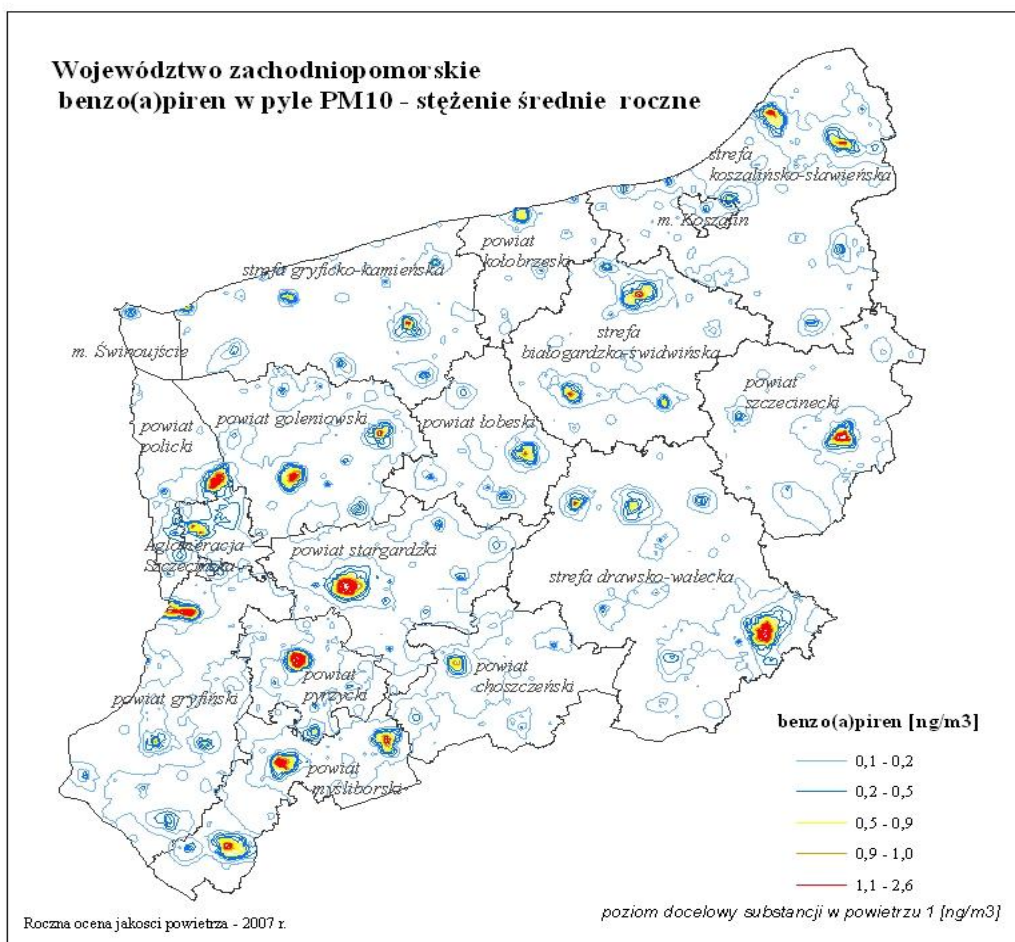 Województwo zachodniopomorskie
benzo(a)piren w pyle PM10 - stężenie średnie roczne
strefa
koszalińsko-sławieńska
m. Koszalin
powiat
kołobrzeski
strefa gryficko-kamieńska
strefa
białogardzko-świdwińska
m. Świnoujście
powiat
szczecinecki
powiat
policki
powiat goleniowski
powiat łobeski
Aglomeracja
Szczecińska
powiat stargardzki
strefa drawsko-wałecka
powiat
choszczeński
powiat
pyrzycki
powiat gryfiński
powiat
myśliborski
benzo(a)piren [ng/m3]
0,1 - 0,2
0,2 - 0,5
0,5 - 0,9
0,9 - 1,0
1,1 - 2,6
poziom docelowy substancji w powietrzu 1 [ng/m3]
Roczna ocena jakosci powietrza - 2007 r.